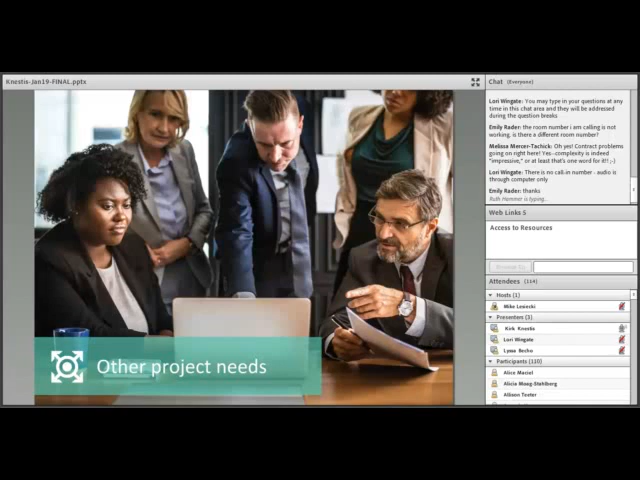 Knestis-Jan19-FINAL.pptx
Other project needs
Chat (Everyone)
Lori Wingate: You may type in your questions at any
time in this chat area and they will be addressed
during the question breaks
Emily Rader: the room number i am calling is not
working, is there a different room number?
Melissa Mercer-Tachick: Oh yes! Contract problems
going on right here! Yes--complexity is indeed
"impressive," or at least that's one word for it! ;-)
Lori Wingate: There is no call-in number - audio is
through computer only
Emily Rader: thanks
Ruth Hammer is typing...
Web Links 5
Access to Resources
Browse To
Attendees (114)
Hosts (1)
Mike Lesiecki
Presenters (3)
Kirk Knestis
Lori Wingate
Lyssa Becho
Participants (110)
Alice Maciel
Alicia Moag-Stahlberg